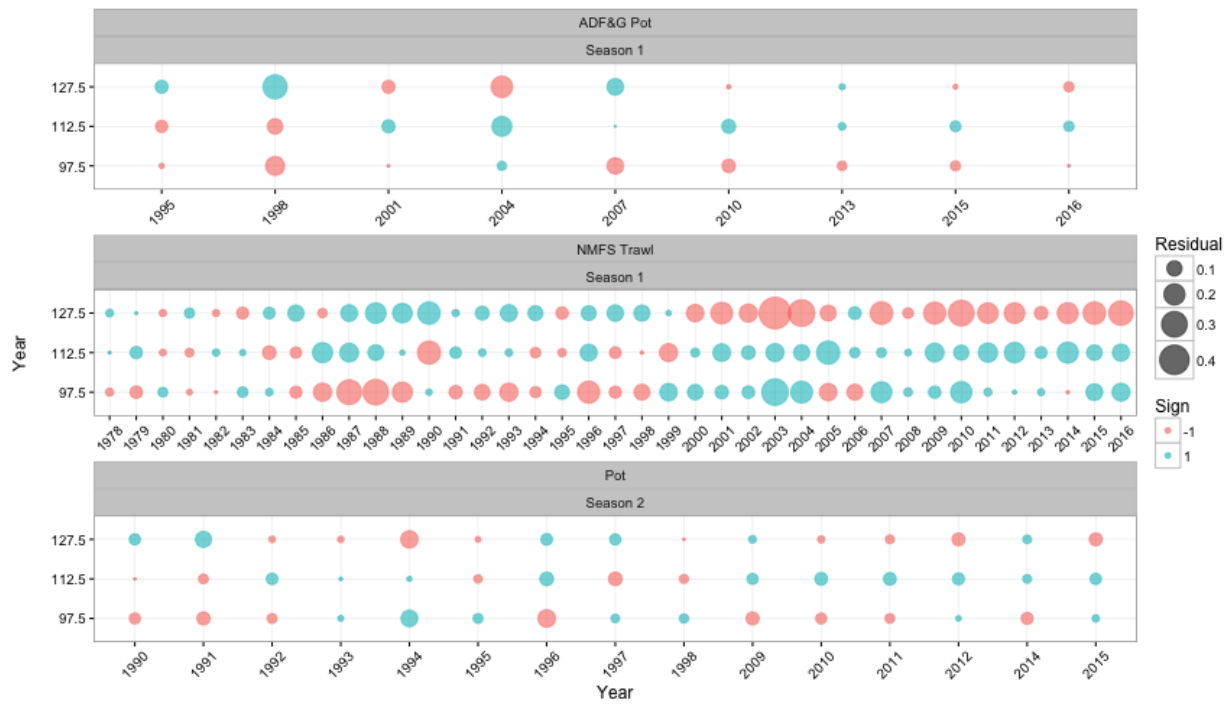 ADF&G Pot
Season 1
127.5
112.5
97.5
1995 1998 2001 2004 2007 2010 2013 2015 2016
NMFS Trawl
Season 1
127.5
112.5
97.5
1978 1979 1980 1981 1982 1983 1984 1985 1986 1987 1988 1989 1990 1991 1992 1993 1994 1995 1996 1997 1998 1999 2000 2001 2002 2003 2004 2005 2006 2007 2008 2009 2010 2011 2012 2013 2014 2015 2016
Year
Pot
Season 2
127.5
112.5
97.5
1990 1991 1992 1993 1994 1995 1996 1997 1998 2009 2010 2011 2012 2014 2015
Year
Residual
0.1
0.2
0.3
0.4
Sign
-1
1